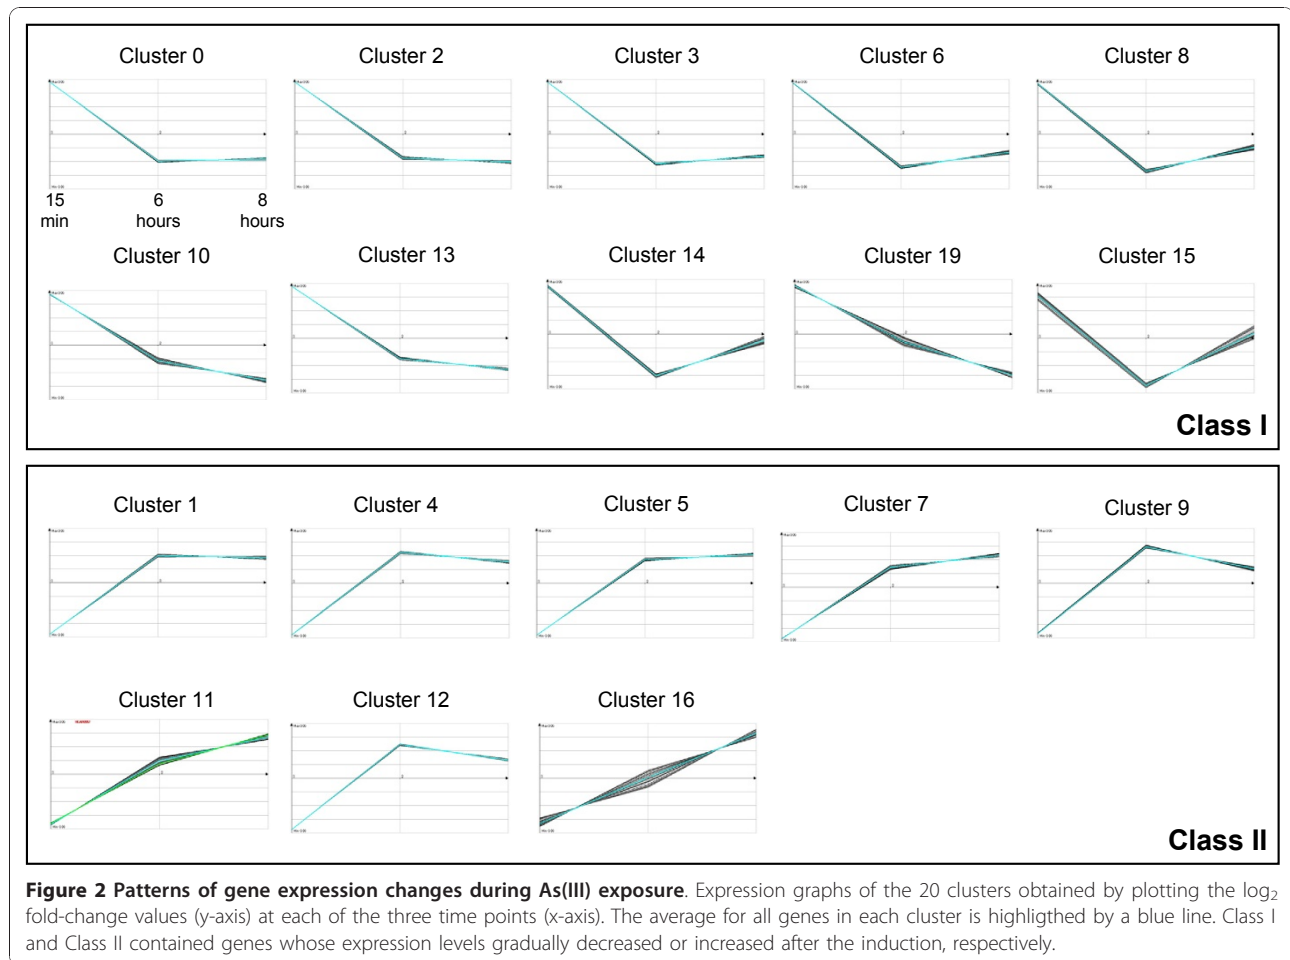 Cluster 0 Cluster 2 Cluster 3 Cluster 6 Cluster 8
15 min 6 hours 8 hours
Cluster 10 Cluster 13 Cluster 14 Cluster 19 Cluster 15
Class I
Cluster 1 Cluster 4 Cluster 5 Cluster 7 Cluster 9
Cluster 11 Cluster 12 Cluster 16
Class II
Figure 2 Patterns of gene expression changes during As(III) exposure. Expression graphs of the 20 clusters obtained by plotting the log₂
fold-change values (y-axis) at each of the three time points (x-axis). The average for all genes in each cluster is highligthed by a blue line. Class I
and Class II contained genes whose expression levels gradually decreased or increased after the induction, respectively.